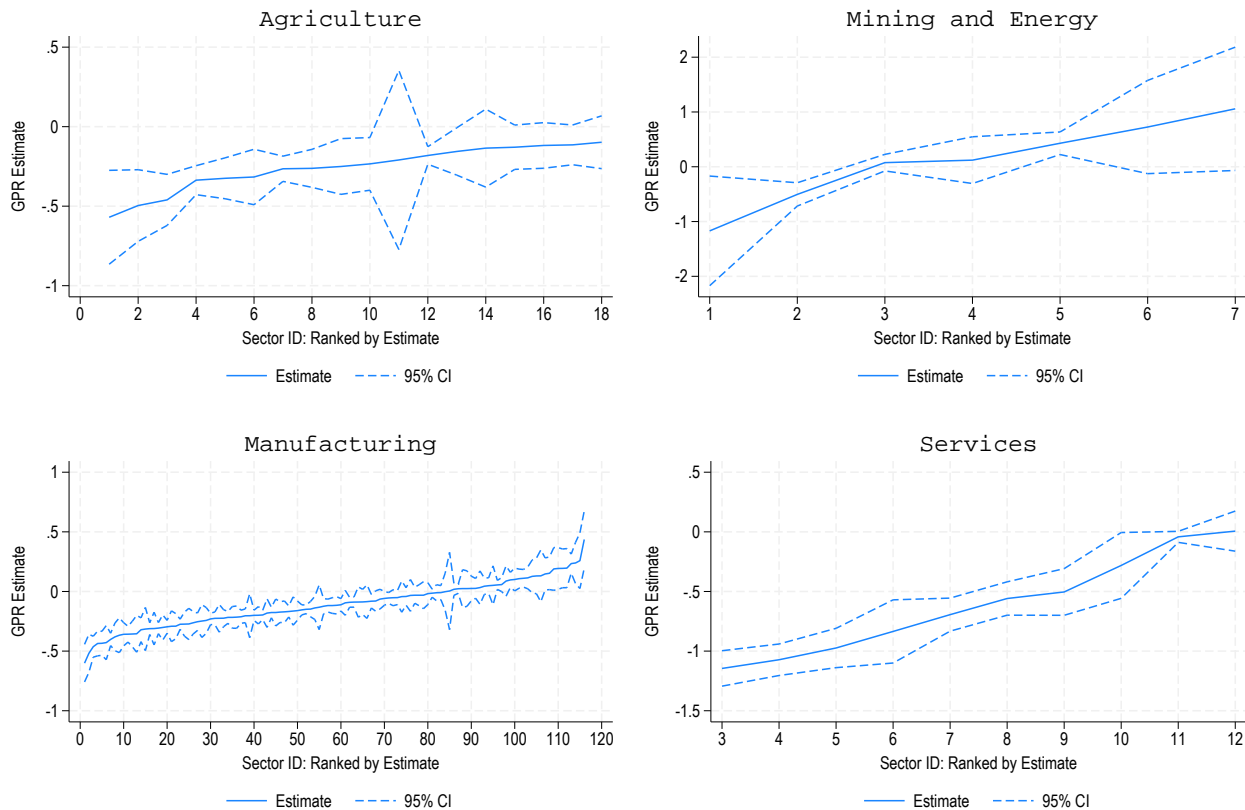 Agriculture
GPR Estimate
.5
0
-.5
-1
0 2 4 6 8 10 12 14 16 18
Sector ID: Ranked by Estimate
Estimate 95% CI
Mining and Energy
GPR Estimate
2
1
0
-1
-2
1 2 3 4 5 6 7
Sector ID: Ranked by Estimate
Estimate 95% CI
Manufacturing
GPR Estimate
1
.5
0
-.5
-1
0 10 20 30 40 50 60 70 80 90 100 110 120
Sector ID: Ranked by Estimate
Estimate 95% CI
Services
GPR Estimate
.5
0
-.5
-1
-1.5
3 4 5 6 7 8 9 10 11 12
Sector ID: Ranked by Estimate
Estimate 95% CI